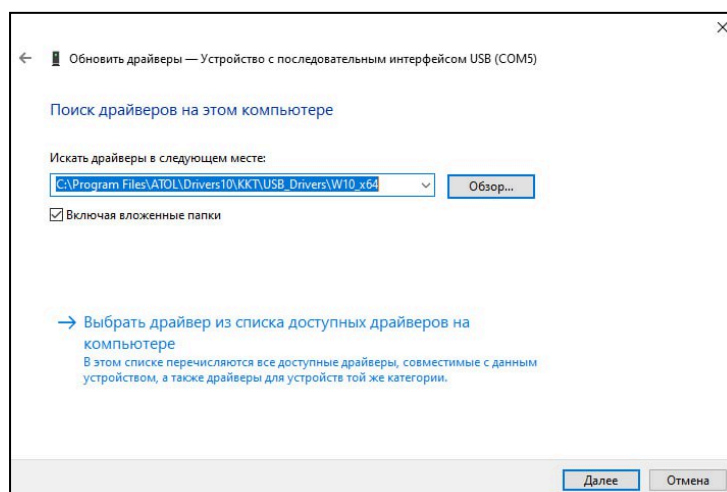 Обновить драйверы — Устройство с последовательным интерфейсом USB (COM5)
Поиск драйверов на этом компьютере
Искать драйверы в следующем месте:
C:\Program Files\ATOL\Drivers10\KKT\USB_Drivers\W10_x64
Обзор...
Включая вложенные папки
Выбрать драйвер из списка доступных драйверов на
компьютере
В этом списке перечисляются все доступные драйверы, совместимые с данным
устройством, а также драйверы для устройств той же категории.
Далее
Отмена